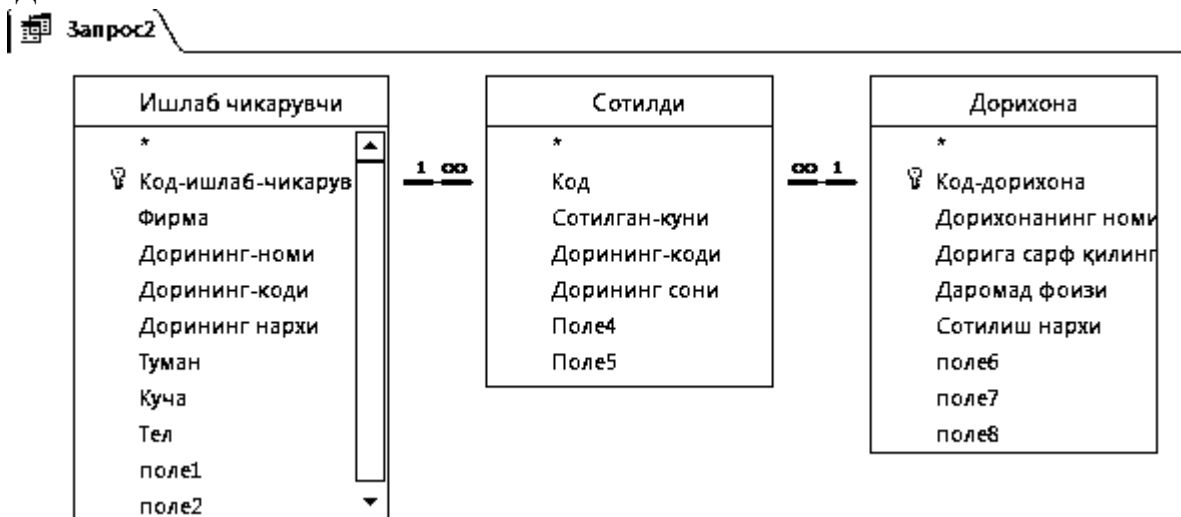 Запрос2
Ишлаб чикарувчи
*
Код-ишлаб-чикарув
Фирма
Дорининг-номи
Дорининг-коди
Дорининг нархи
Туман
Куча
Тел
поле1
поле2
1 ∞
Сотилди
*
Код
Сотилган-куни
Дорининг-коди
Дорининг сони
Поле4
Поле5
∞ 1
Дорихона
*
Код-дорихона
Дорихонанинг номи
Дорига сарф қилинг
Даромад фоизи
Сотилиш нархи
поле6
поле7
поле8